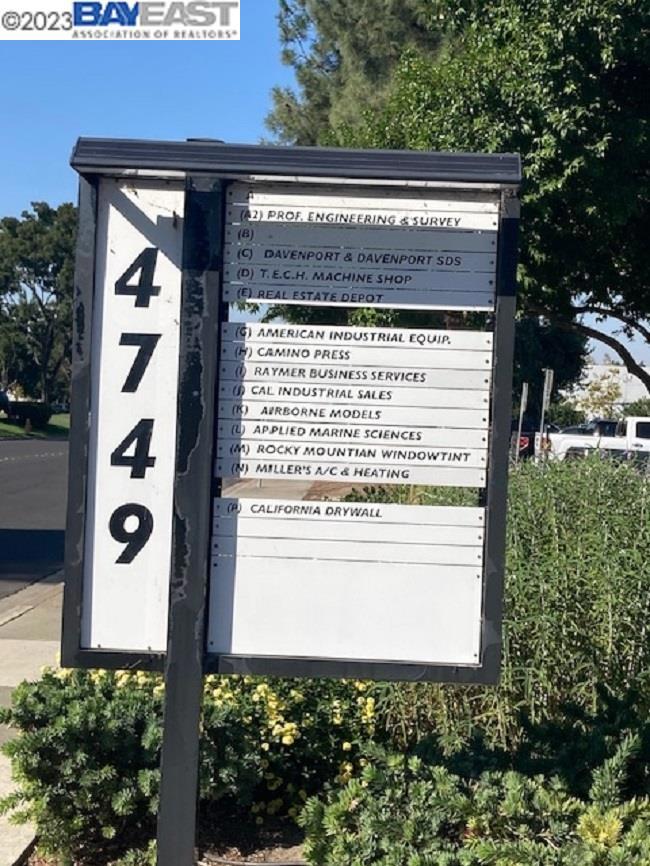 ©2023 BAYEAST
ASSOCIATION OF REALTORS®
4
7
4
9
A
(A2) PROF. ENGINEERING & SURVEY
(B)
(C) DAVENPORT & DAVENPORT SDS
(D) T.E.C.H. MACHINE SHOP
(E) REAL ESTATE DEPOT
(G) AMERICAN INDUSTRIAL EQUIP.
(H) CAMINO PRESS
(I) RAYMER BUSINESS SERVICES
(J) CAL INDUSTRIAL SALES
(K) AIRBORNE MODELS
(L) APPLIED MARINE SCIENCES
(M) ROCKY MOUNTIAN WINDOWTINT
(N) MILLER'S A/C & HEATING
(P) CALIFORNIA DRYWALL